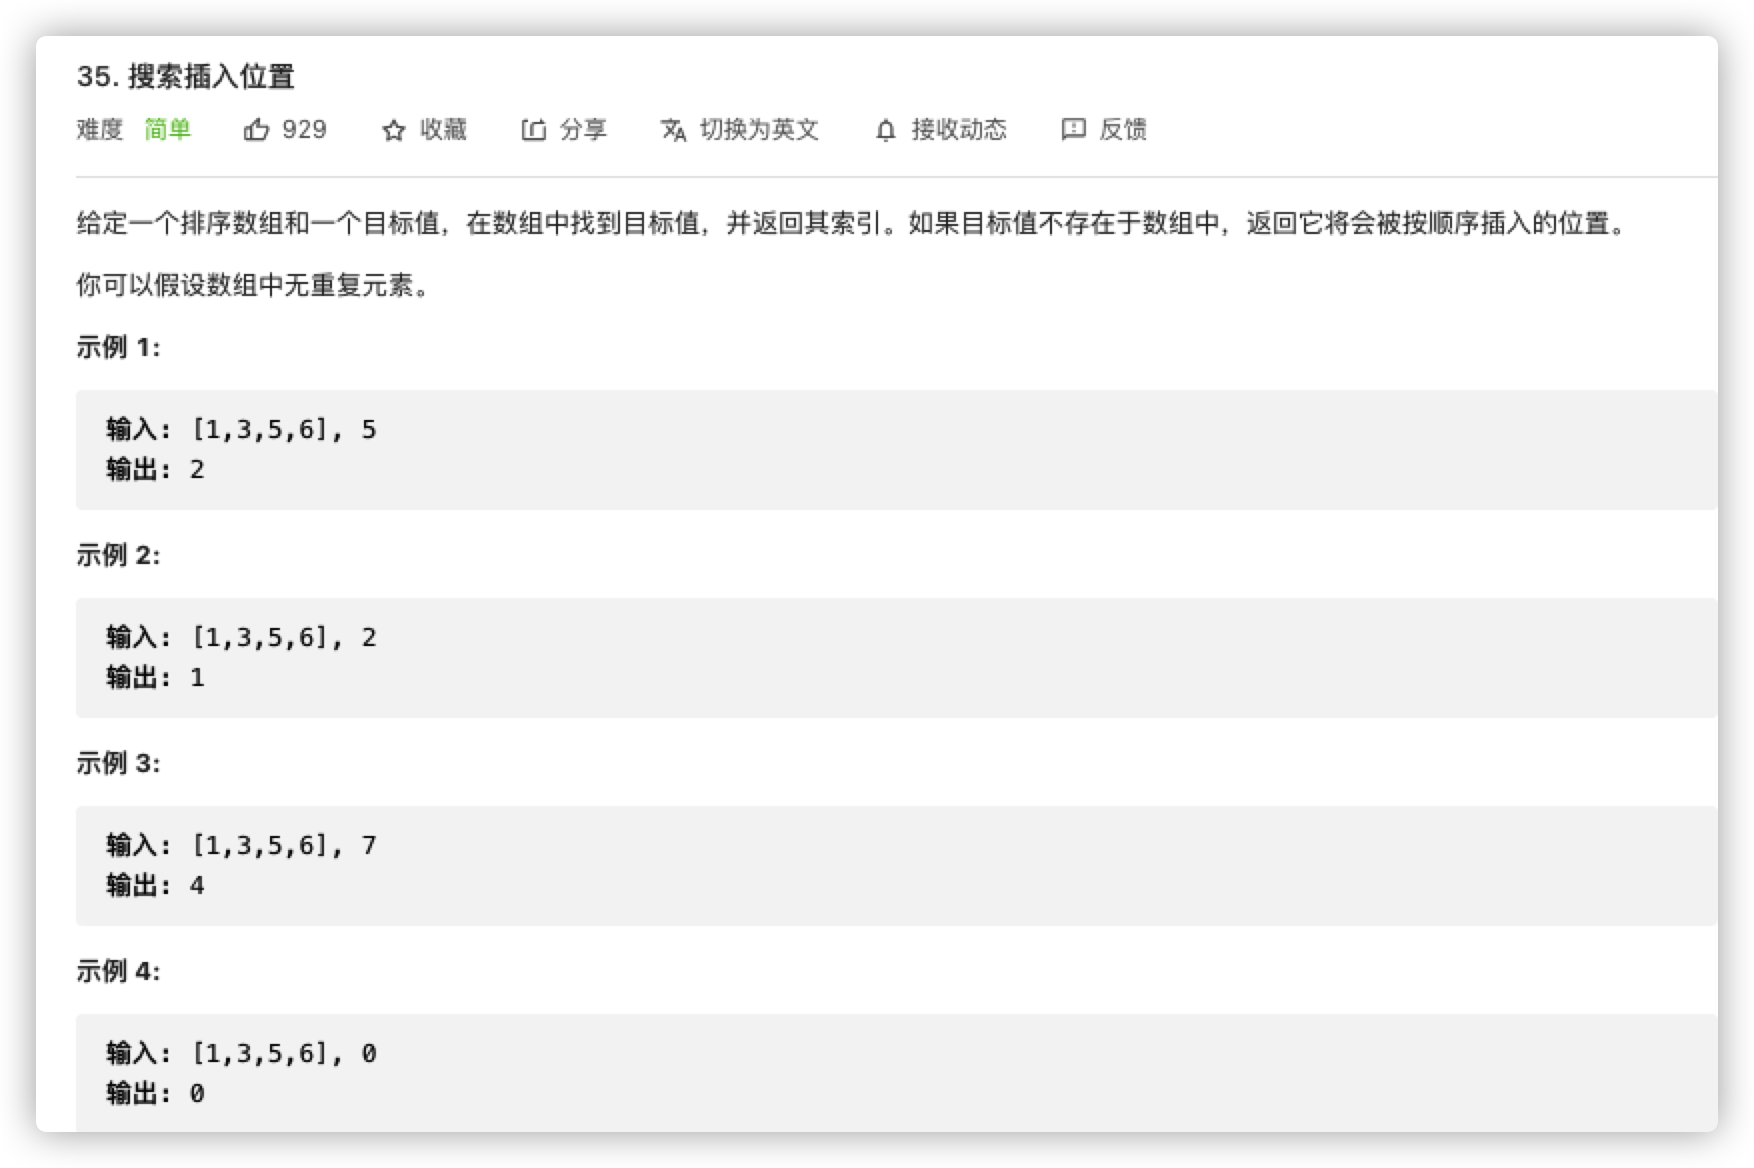 35. 搜索插入位置
难度 简单 929 收藏 分享 切换为英文 接收动态 反馈
给定一个排序数组和一个目标值，在数组中找到目标值，并返回其索引。如果目标值不存在于数组中，返回它将会被按顺序插入的位置。
你可以假设数组中无重复元素。
示例 1:
输入: [1,3,5,6], 5
输出: 2
示例 2:
输入: [1,3,5,6], 2
输出: 1
示例 3:
输入: [1,3,5,6], 7
输出: 4
示例 4:
输入: [1,3,5,6], 0
输出: 0